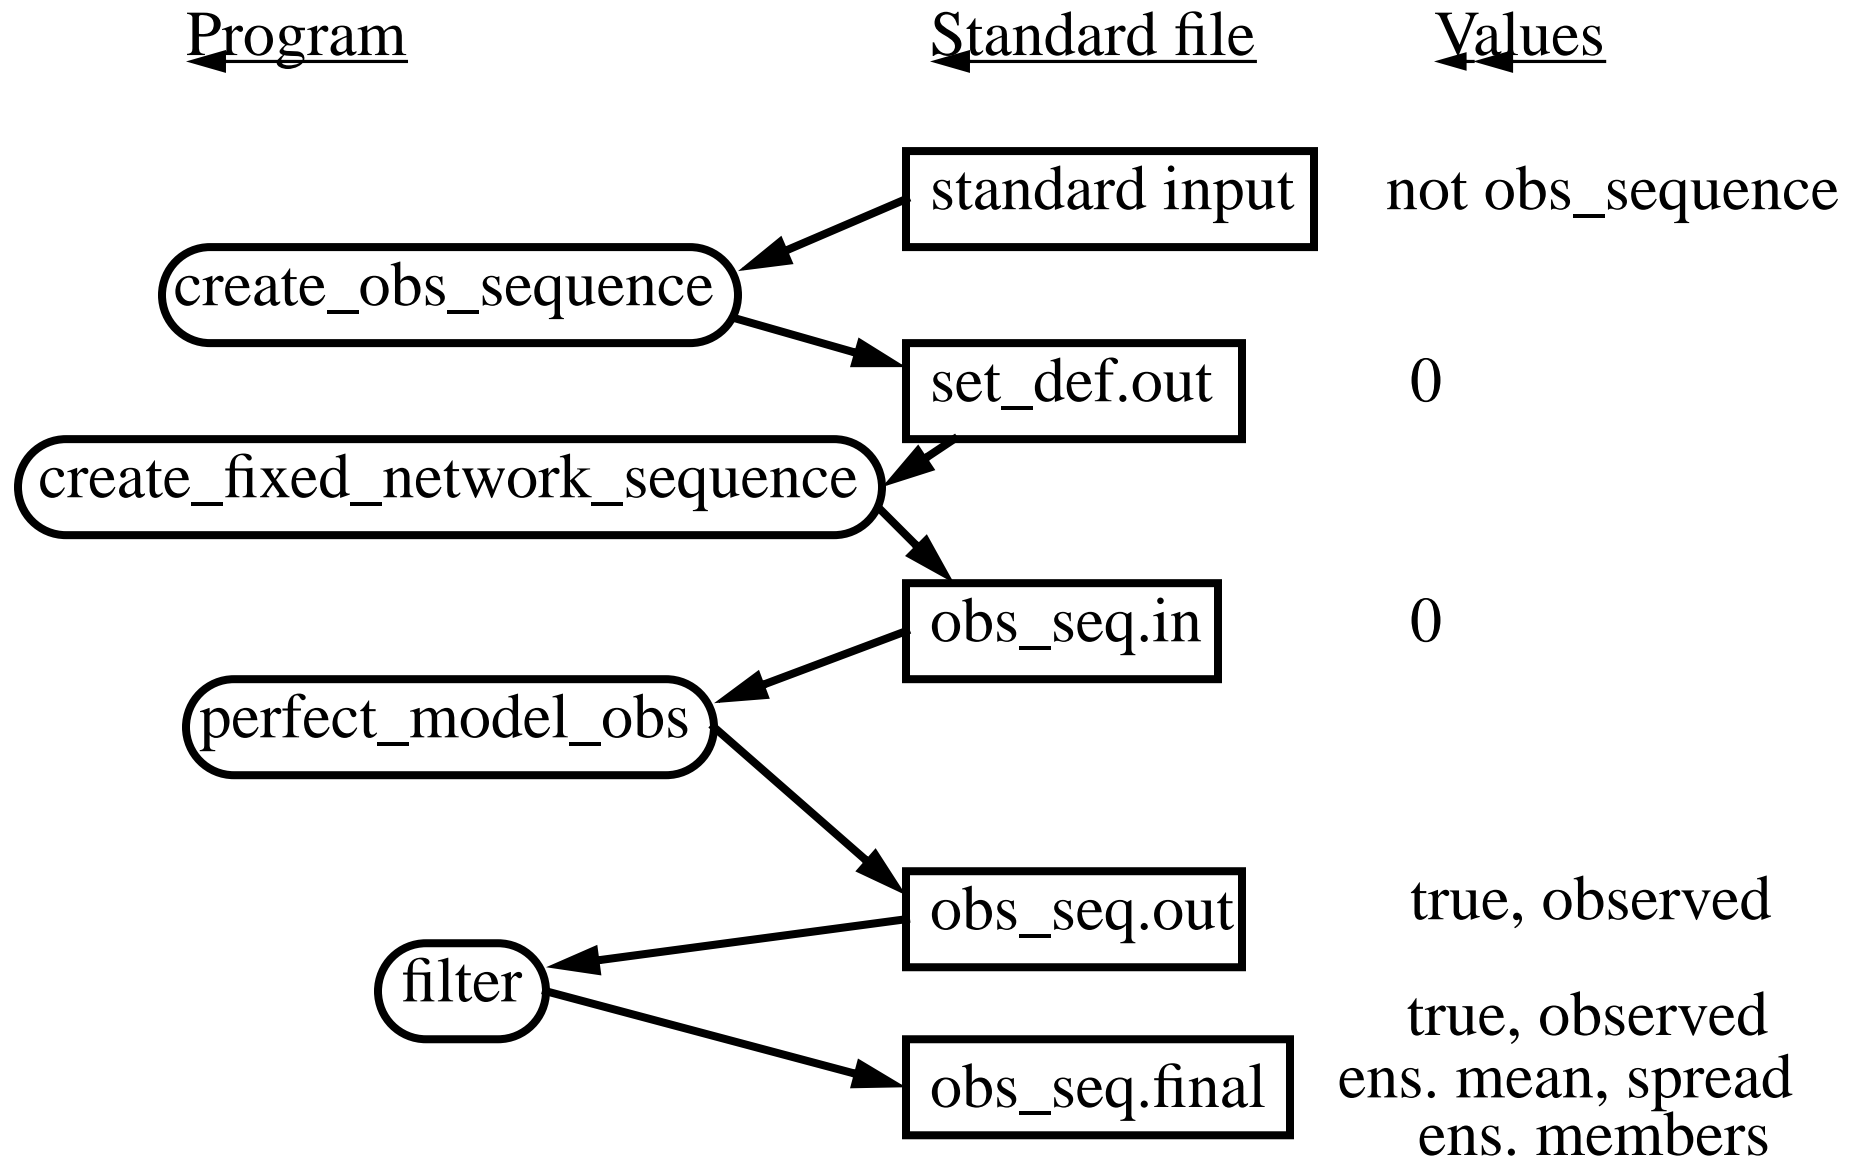 Program Standard file Values
standard input not obs_sequence
create_obs_sequence
set_def.out 0
create_fixed_network_sequence
obs_seq.in 0
perfect_model_obs
obs_seq.out true, observed
filter
true, observed
obs_seq.final ens. mean, spread
ens. members